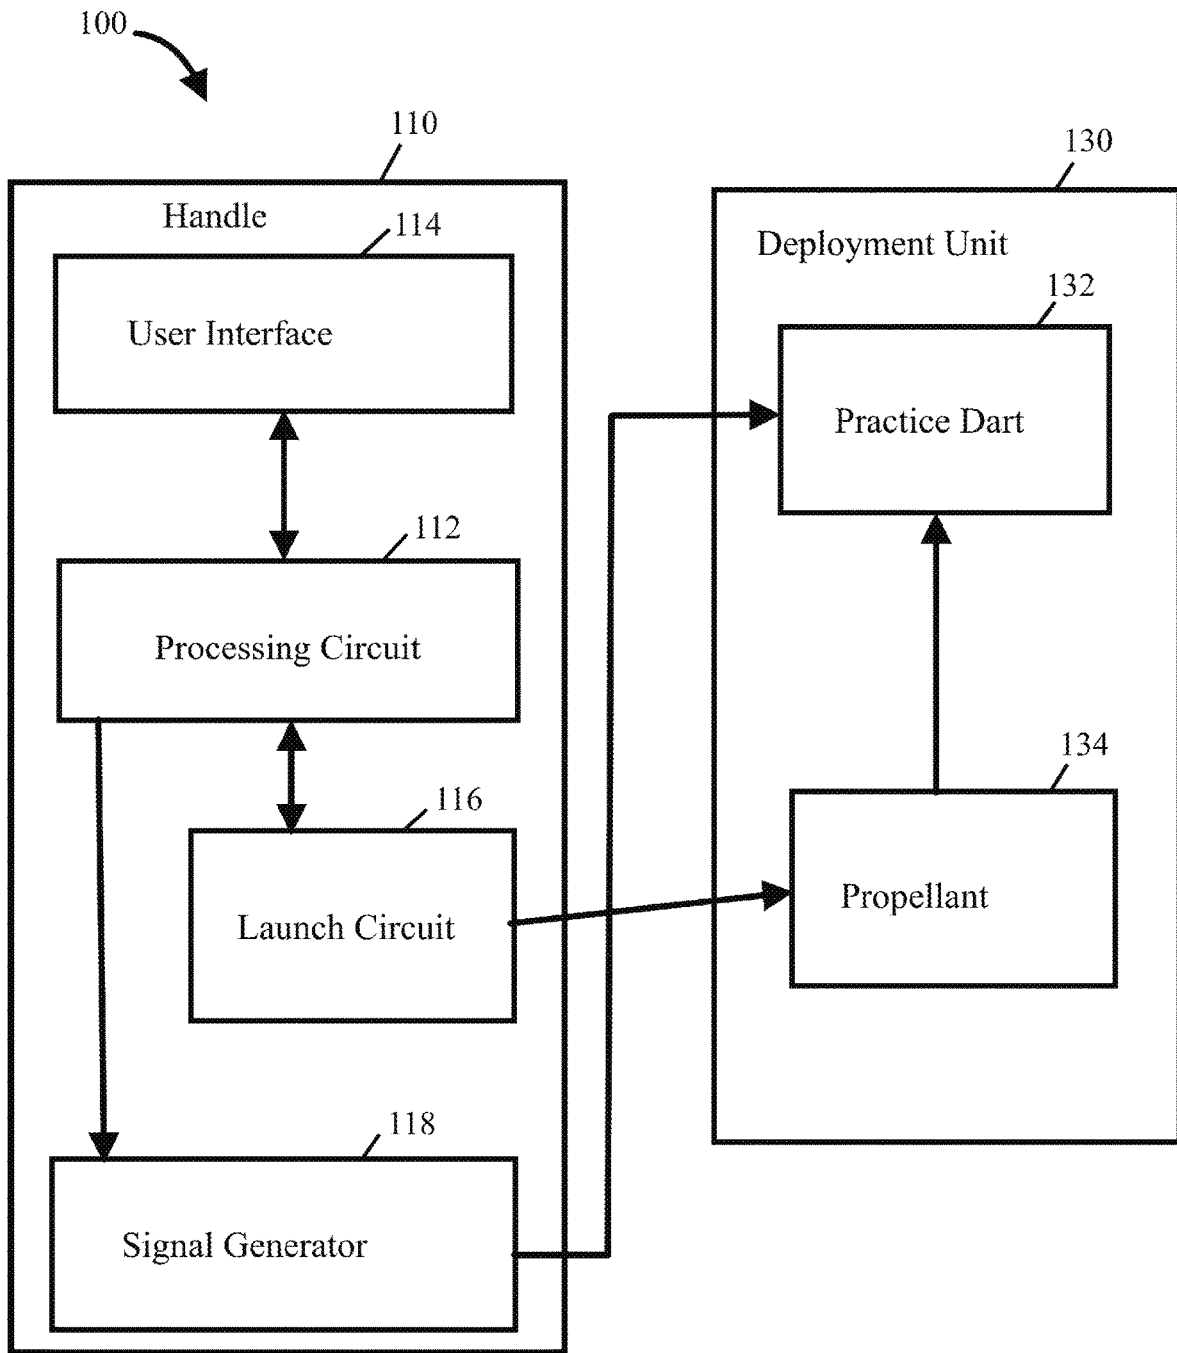 100
110
Handle
114
User Interface
112
Processing Circuit
116
Launch Circuit
118
Signal Generator
130
Deployment Unit
132
Practice Dart
134
Propellant